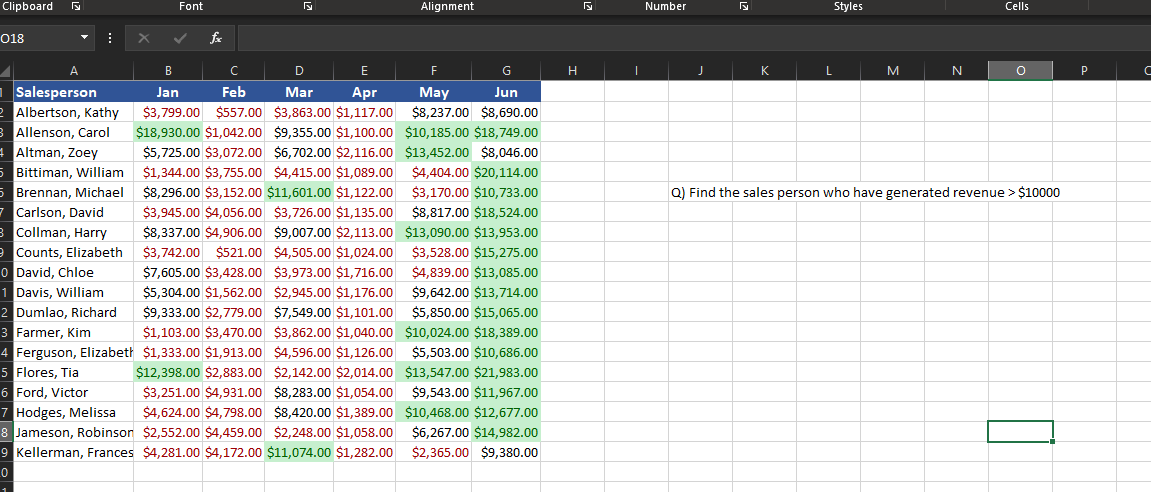 Clipboard Font Alignment Number Styles Cells
O18 fx
A B C D E F G H I J K L M N O P
Salesperson Jan Feb Mar Apr May Jun
2 Albertson, Kathy $3,799.00 $557.00 $3,863.00 $1,117.00 $8,237.00 $8,690.00
3 Allenson, Carol $18,930.00 $1,042.00 $9,355.00 $1,100.00 $10,185.00 $18,749.00
4 Altman, Zoey $5,725.00 $3,072.00 $6,702.00 $2,116.00 $13,452.00 $8,046.00
5 Bittiman, William $1,344.00 $3,755.00 $4,415.00 $1,089.00 $4,404.00 $20,114.00
6 Brennan, Michael $8,296.00 $3,152.00 $11,601.00 $1,122.00 $3,170.00 $10,733.00 Q) Find the sales person who have generated revenue > $10000
7 Carlson, David $3,945.00 $4,056.00 $3,726.00 $1,135.00 $8,817.00 $18,524.00
8 Collman, Harry $8,337.00 $4,906.00 $9,007.00 $2,113.00 $13,090.00 $13,953.00
9 Counts, Elizabeth $3,742.00 $521.00 $4,505.00 $1,024.00 $3,528.00 $15,275.00
0 David, Chloe $7,605.00 $3,428.00 $3,973.00 $1,716.00 $4,839.00 $13,085.00
1 Davis, William $5,304.00 $1,562.00 $2,945.00 $1,176.00 $9,642.00 $13,714.00
2 Dumlao, Richard $9,333.00 $2,779.00 $7,549.00 $1,101.00 $5,850.00 $15,065.00
3 Farmer, Kim $1,103.00 $3,470.00 $3,862.00 $1,040.00 $10,024.00 $18,389.00
4 Ferguson, Elizabeth $1,333.00 $1,913.00 $4,596.00 $1,126.00 $5,503.00 $10,686.00
5 Flores, Tia $12,398.00 $2,883.00 $2,142.00 $2,014.00 $13,547.00 $21,983.00
6 Ford, Victor $3,251.00 $4,931.00 $8,283.00 $1,054.00 $9,543.00 $11,967.00
7 Hodges, Melissa $4,624.00 $4,798.00 $8,420.00 $1,389.00 $10,468.00 $12,677.00
8 Jameson, Robinson $2,552.00 $4,459.00 $2,248.00 $1,058.00 $6,267.00 $14,982.00
9 Kellerman, Frances $4,281.00 $4,172.00 $11,074.00 $1,282.00 $2,365.00 $9,380.00
0